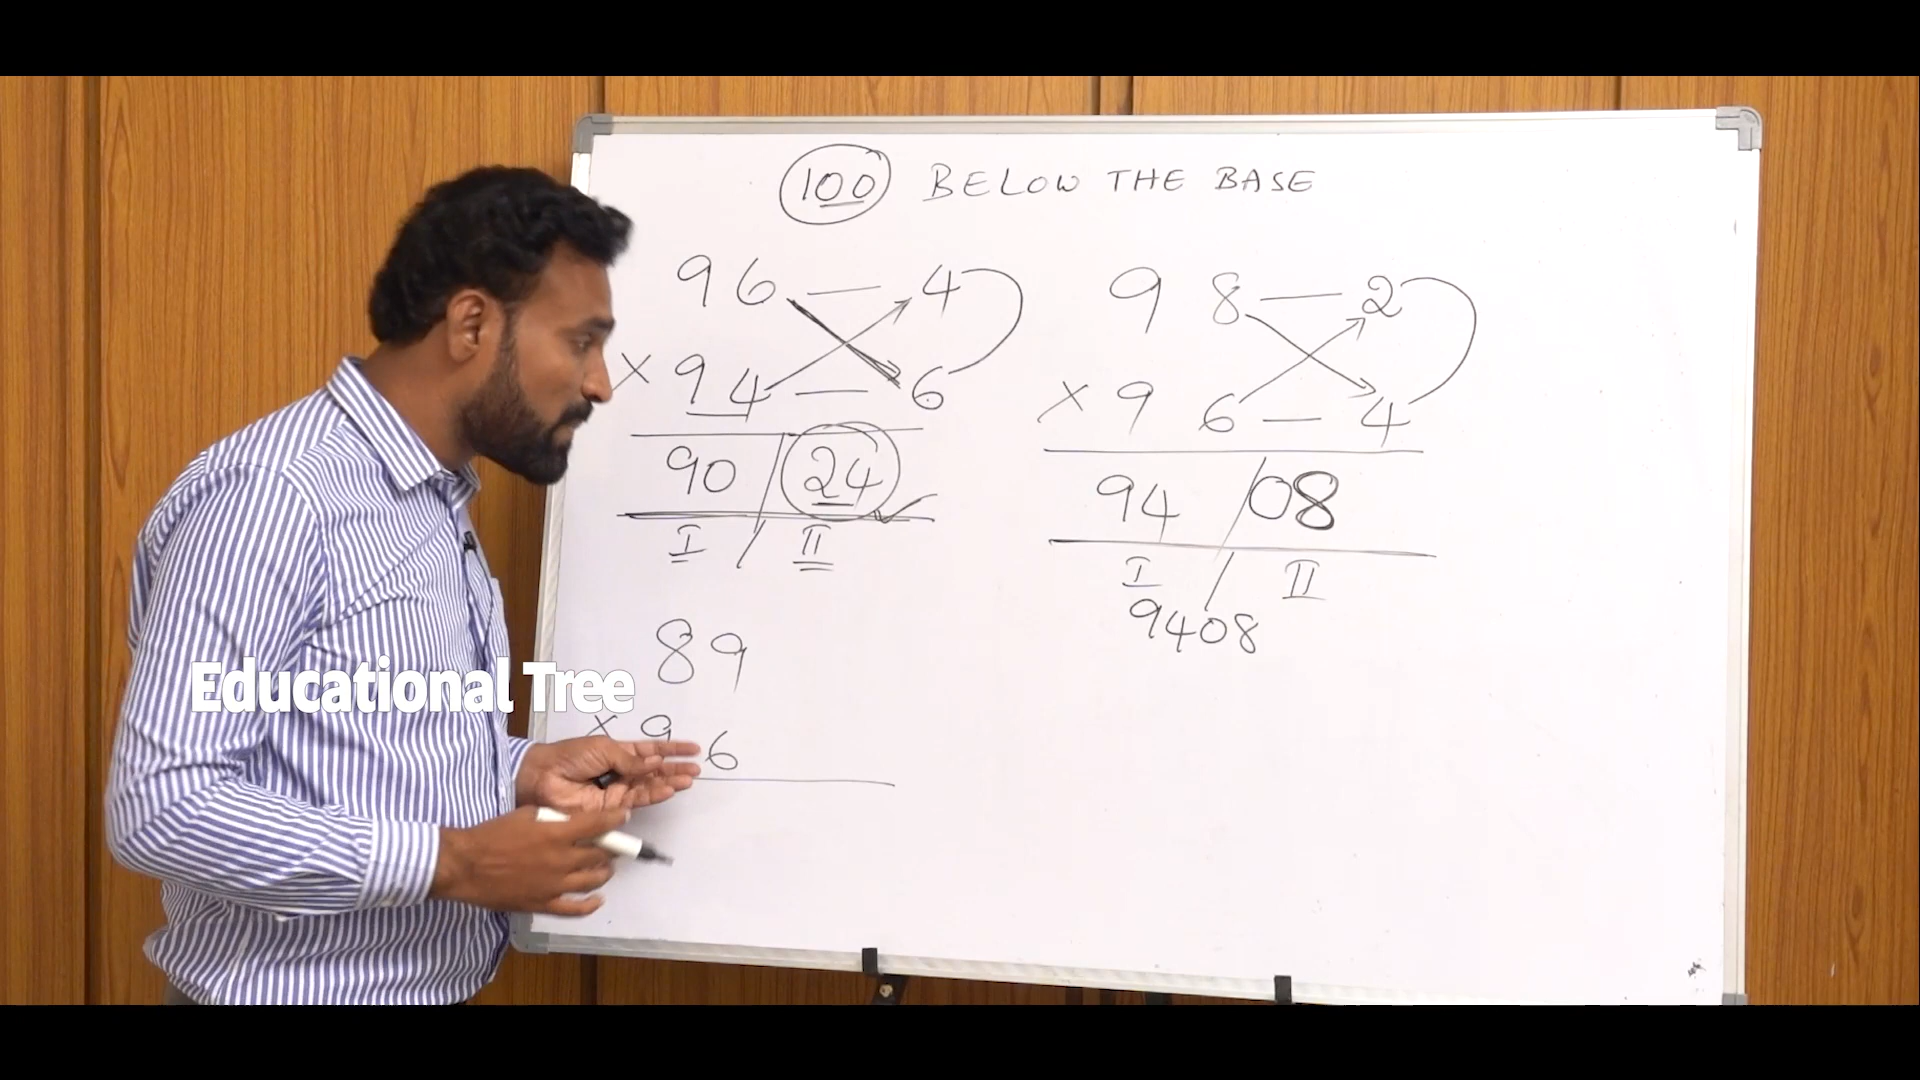 100 BELOW THE BASE
96 — 4
× 94 — 6
90 / 24 ✓
I / II
98 — 2
× 96 — 4
94 / 08
I / II
9408
89
× 96
Educational Tree